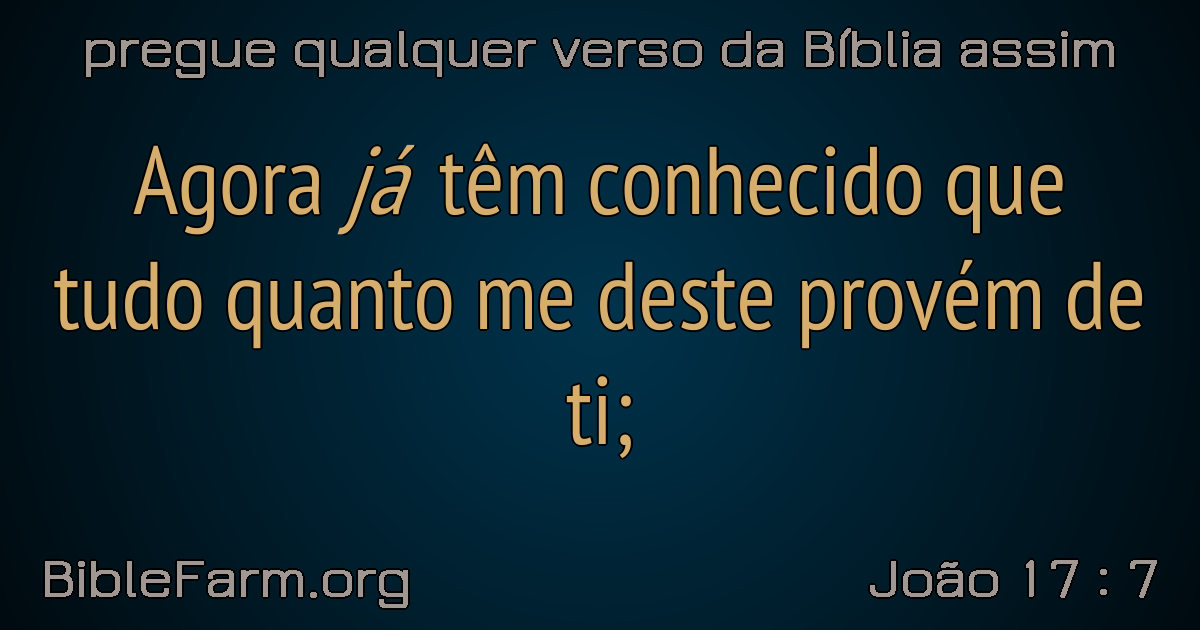 pregue qualquer verso da Bíblia assim
Agora já têm conhecido que
tudo quanto me deste provém de
ti;
BibleFarm.org
João 17 : 7